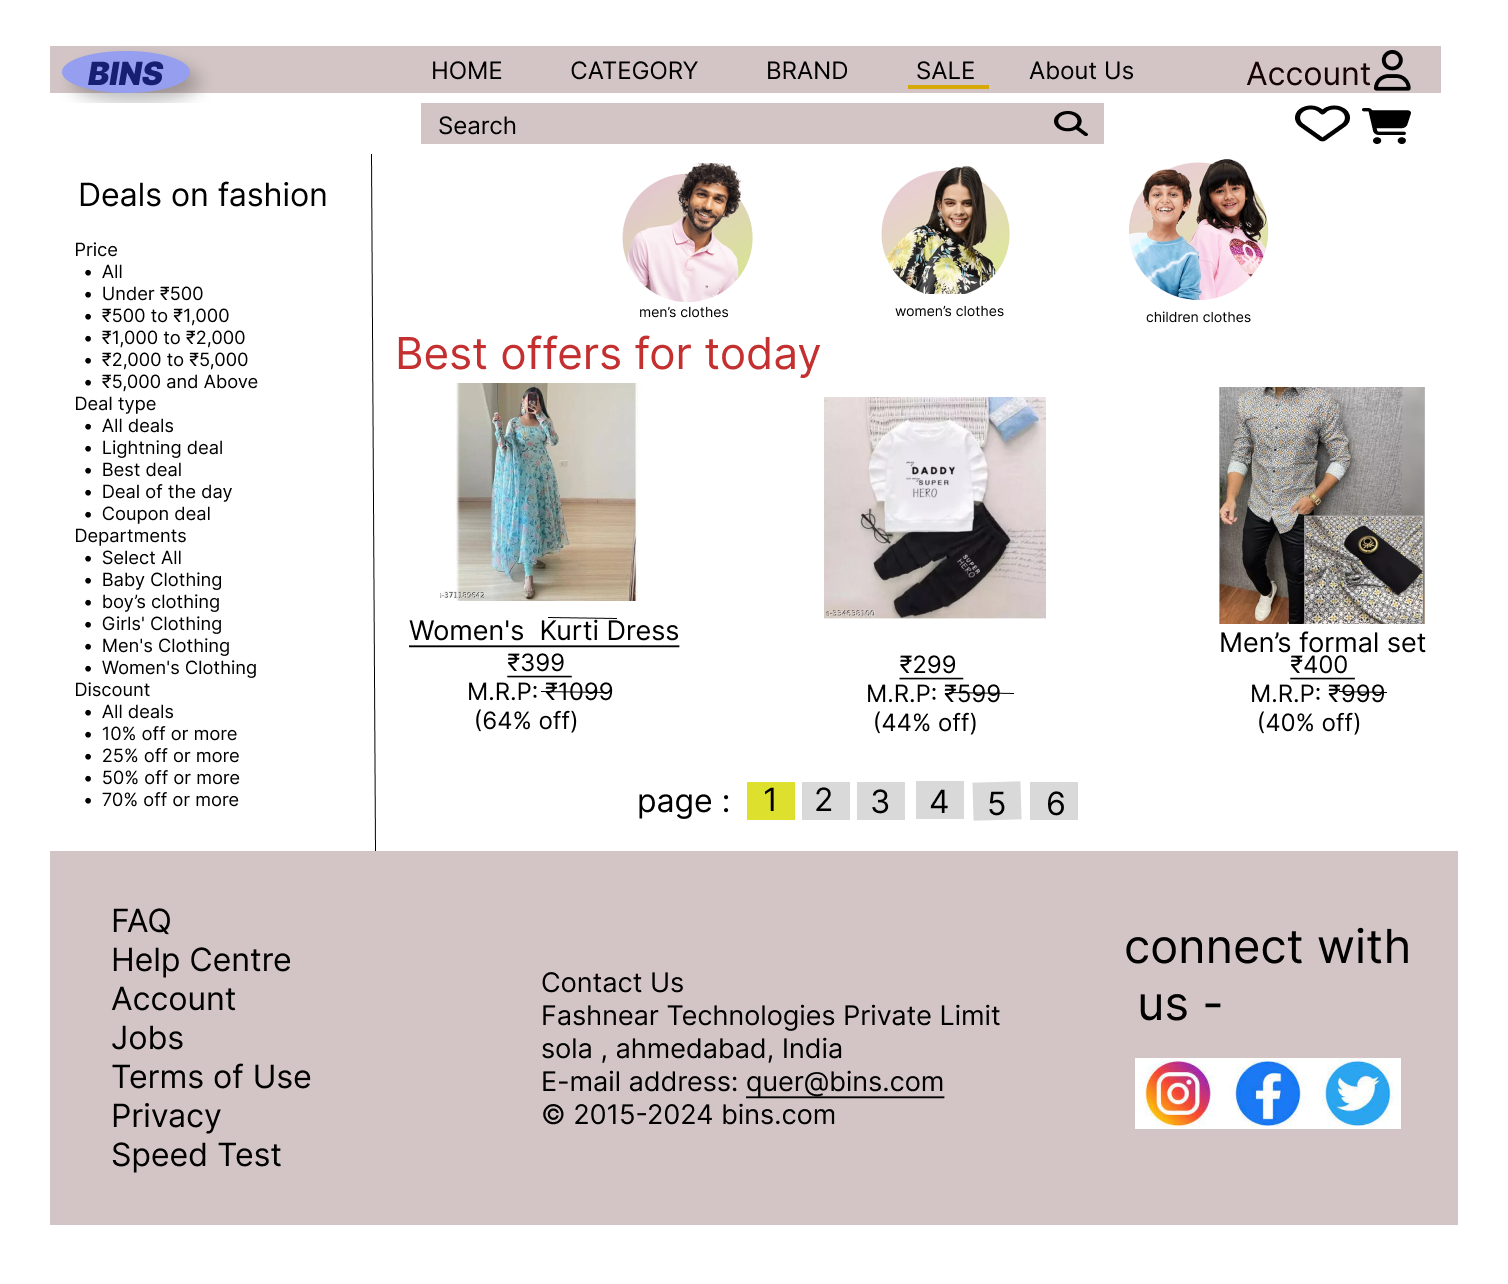 BINS
HOME
CATEGORY
BRAND
SALE
About Us
Account
Search
Deals on fashion
Price
• All
• Under ₹500
• ₹500 to ₹1,000
• ₹1,000 to ₹2,000
• ₹2,000 to ₹5,000
• ₹5,000 and Above
Deal type
• All deals
• Lightning deal
• Best deal
• Deal of the day
• Coupon deal
Departments
• Select All
• Baby Clothing
• boy’s clothing
• Girls' Clothing
• Men's Clothing
• Women's Clothing
Discount
• All deals
• 10% off or more
• 25% off or more
• 50% off or more
• 70% off or more
men’s clothes
women’s clothes
children clothes
Best offers for today
Women's Kurti Dress
₹399
M.R.P: ₹1099
(64% off)
DADDY
SUPER
HERO
SUPER
HERO
₹299
M.R.P: ₹599
(44% off)
Men’s formal set
₹400
M.R.P: ₹999
(40% off)
page : 1 2 3 4 5 6
FAQ
Help Centre
Account
Jobs
Terms of Use
Privacy
Speed Test
Contact Us
Fashnear Technologies Private Limit
sola , ahmedabad, India
E-mail address: quer@bins.com
© 2015-2024 bins.com
connect with
us -